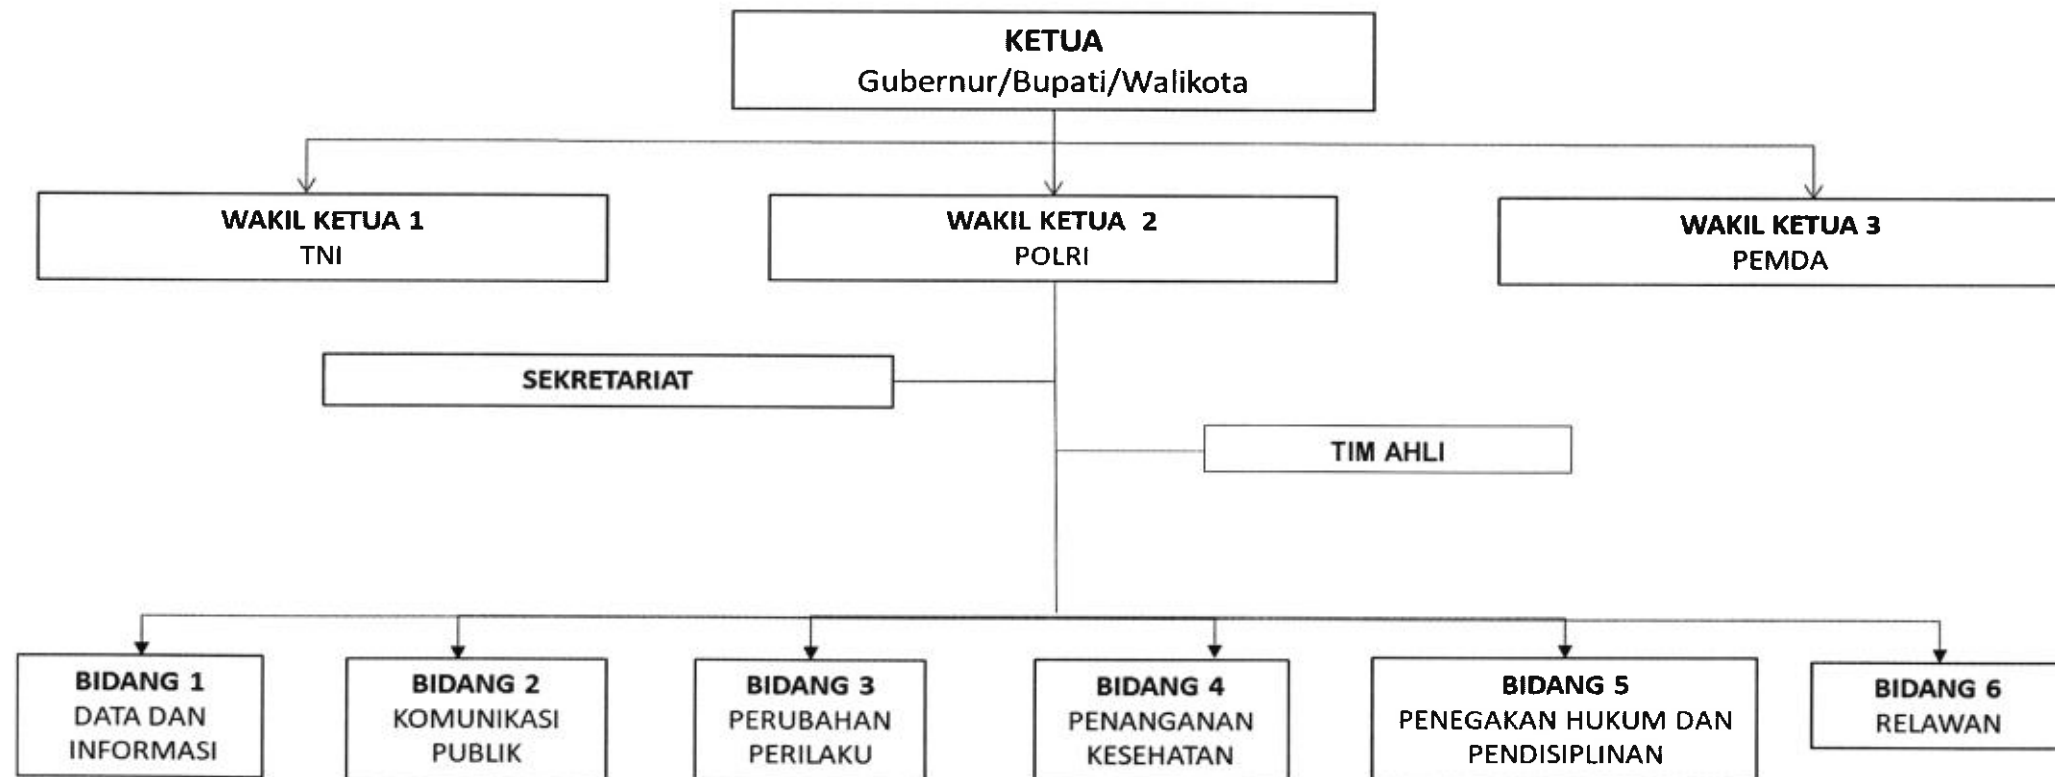 KETUA
Gubernur/Bupati/Walikota
WAKIL KETUA 1
TNI
WAKIL KETUA 2
POLRI
WAKIL KETUA 3
PEMDA
SEKRETARIAT
TIM AHLI
BIDANG 1
DATA DAN
INFORMASI
BIDANG 2
KOMUNIKASI
PUBLIK
BIDANG 3
PERUBAHAN
PERILAKU
BIDANG 4
PENANGANAN
KESEHATAN
BIDANG 5
PENEGAKAN HUKUM DAN
PENDISIPLINAN
BIDANG 6
RELAWAN